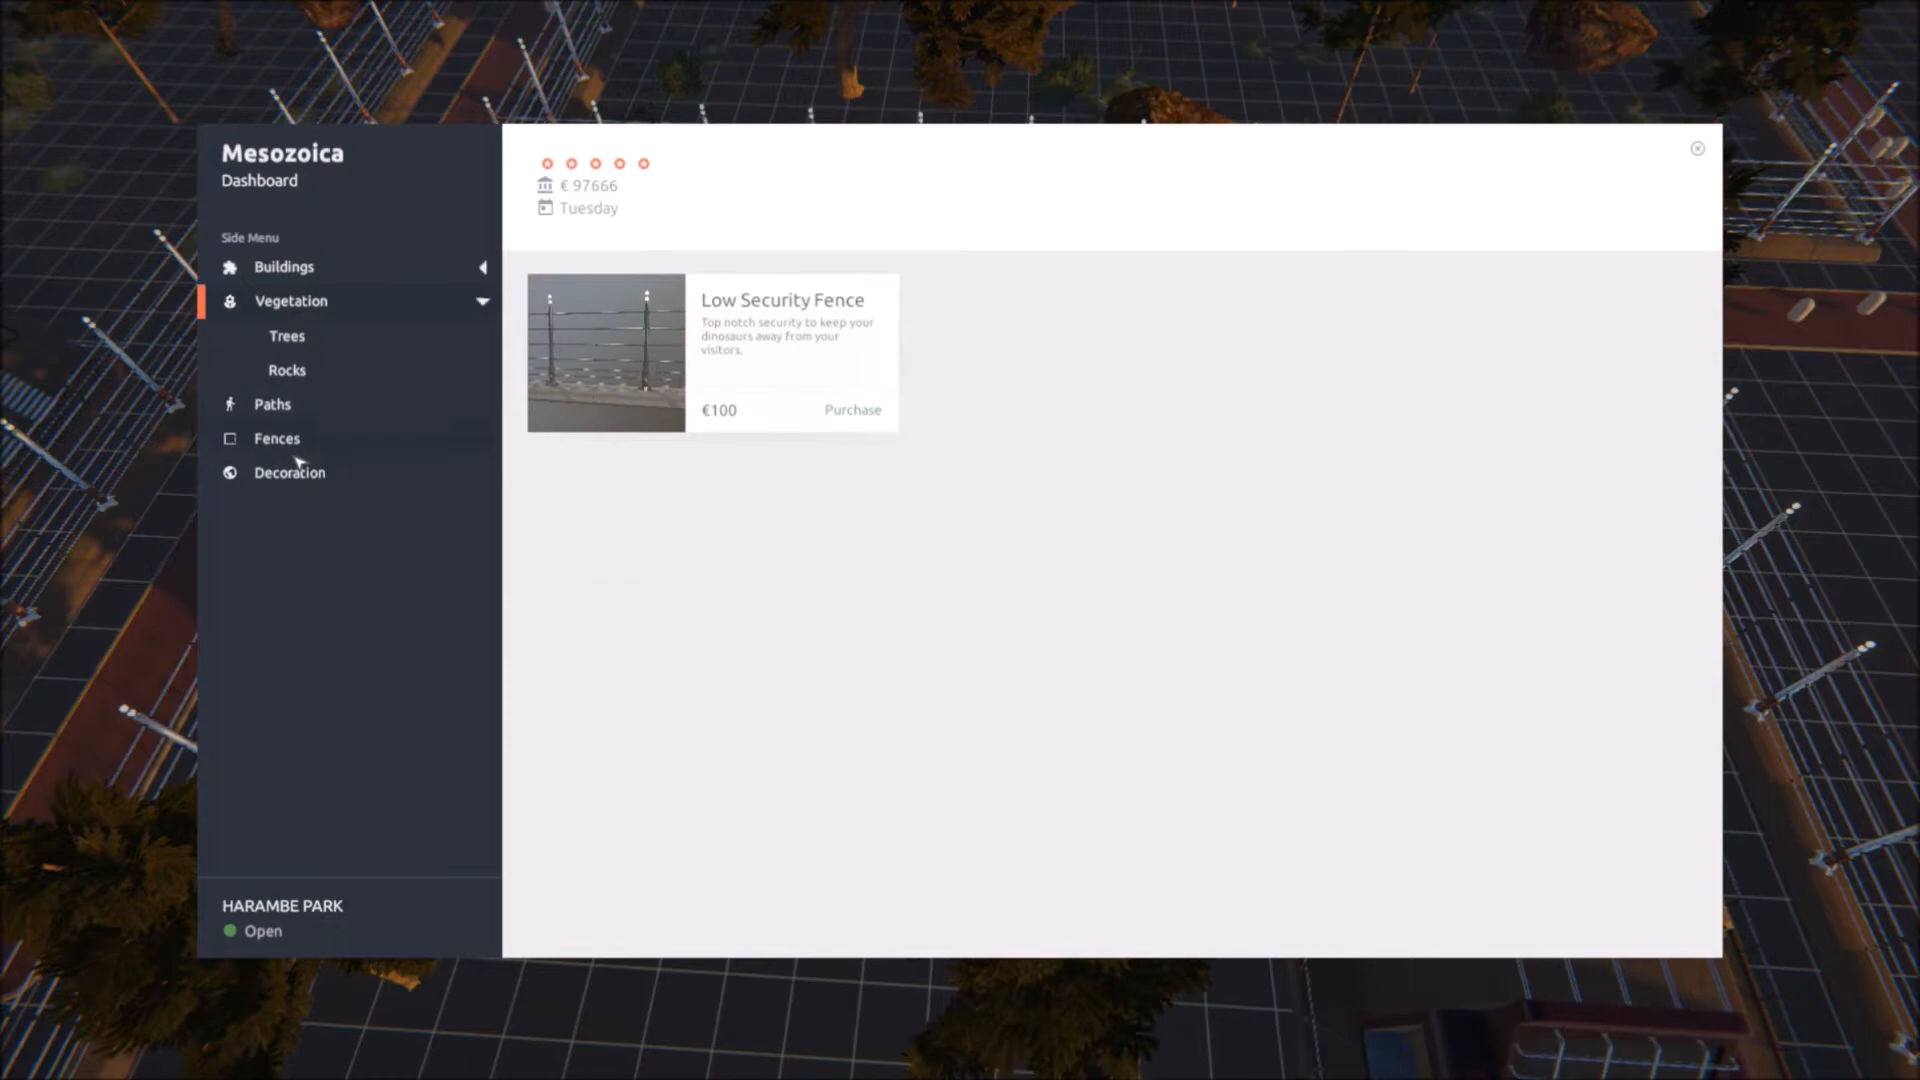 Mesozoica
Dashboard
Side Menu
Buildings
Vegetation
Trees
Rocks
Paths
Fences
Decoration
HARAMBE PARK
Open
€ 97666
Tuesday
Low Security Fence
Top notch security to keep your
dinosaurs away from your
visitors.
€100
Purchase